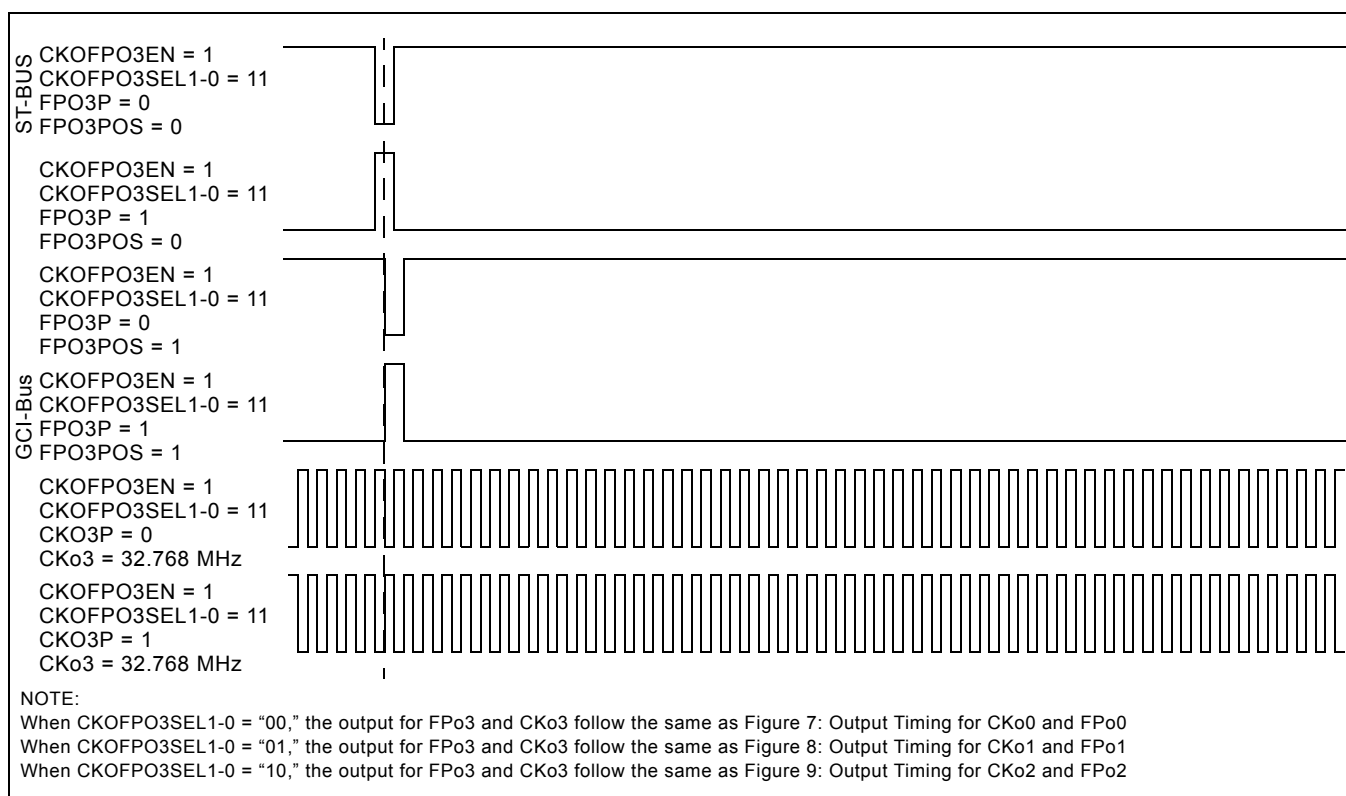 ST-BUS
CKOFPO3EN = 1
CKOFPO3SEL1-0 = 11
FPO3P = 0
FPO3POS = 0
CKOFPO3EN = 1
CKOFPO3SEL1-0 = 11
FPO3P = 1
FPO3POS = 0
CKOFPO3EN = 1
CKOFPO3SEL1-0 = 11
FPO3P = 0
FPO3POS = 1
GCI-Bus
CKOFPO3EN = 1
CKOFPO3SEL1-0 = 11
FPO3P = 1
FPO3POS = 1
CKOFPO3EN = 1
CKOFPO3SEL1-0 = 11
CKO3P = 0
CKo3 = 32.768 MHz
CKOFPO3EN = 1
CKOFPO3SEL1-0 = 11
CKO3P = 1
CKo3 = 32.768 MHz
NOTE:
When CKOFPO3SEL1-0 = “00,” the output for FPo3 and CKo3 follow the same as Figure 7: Output Timing for CKo0 and FPo0
When CKOFPO3SEL1-0 = “01,” the output for FPo3 and CKo3 follow the same as Figure 8: Output Timing for CKo1 and FPo1
When CKOFPO3SEL1-0 = “10,” the output for FPo3 and CKo3 follow the same as Figure 9: Output Timing for CKo2 and FPo2